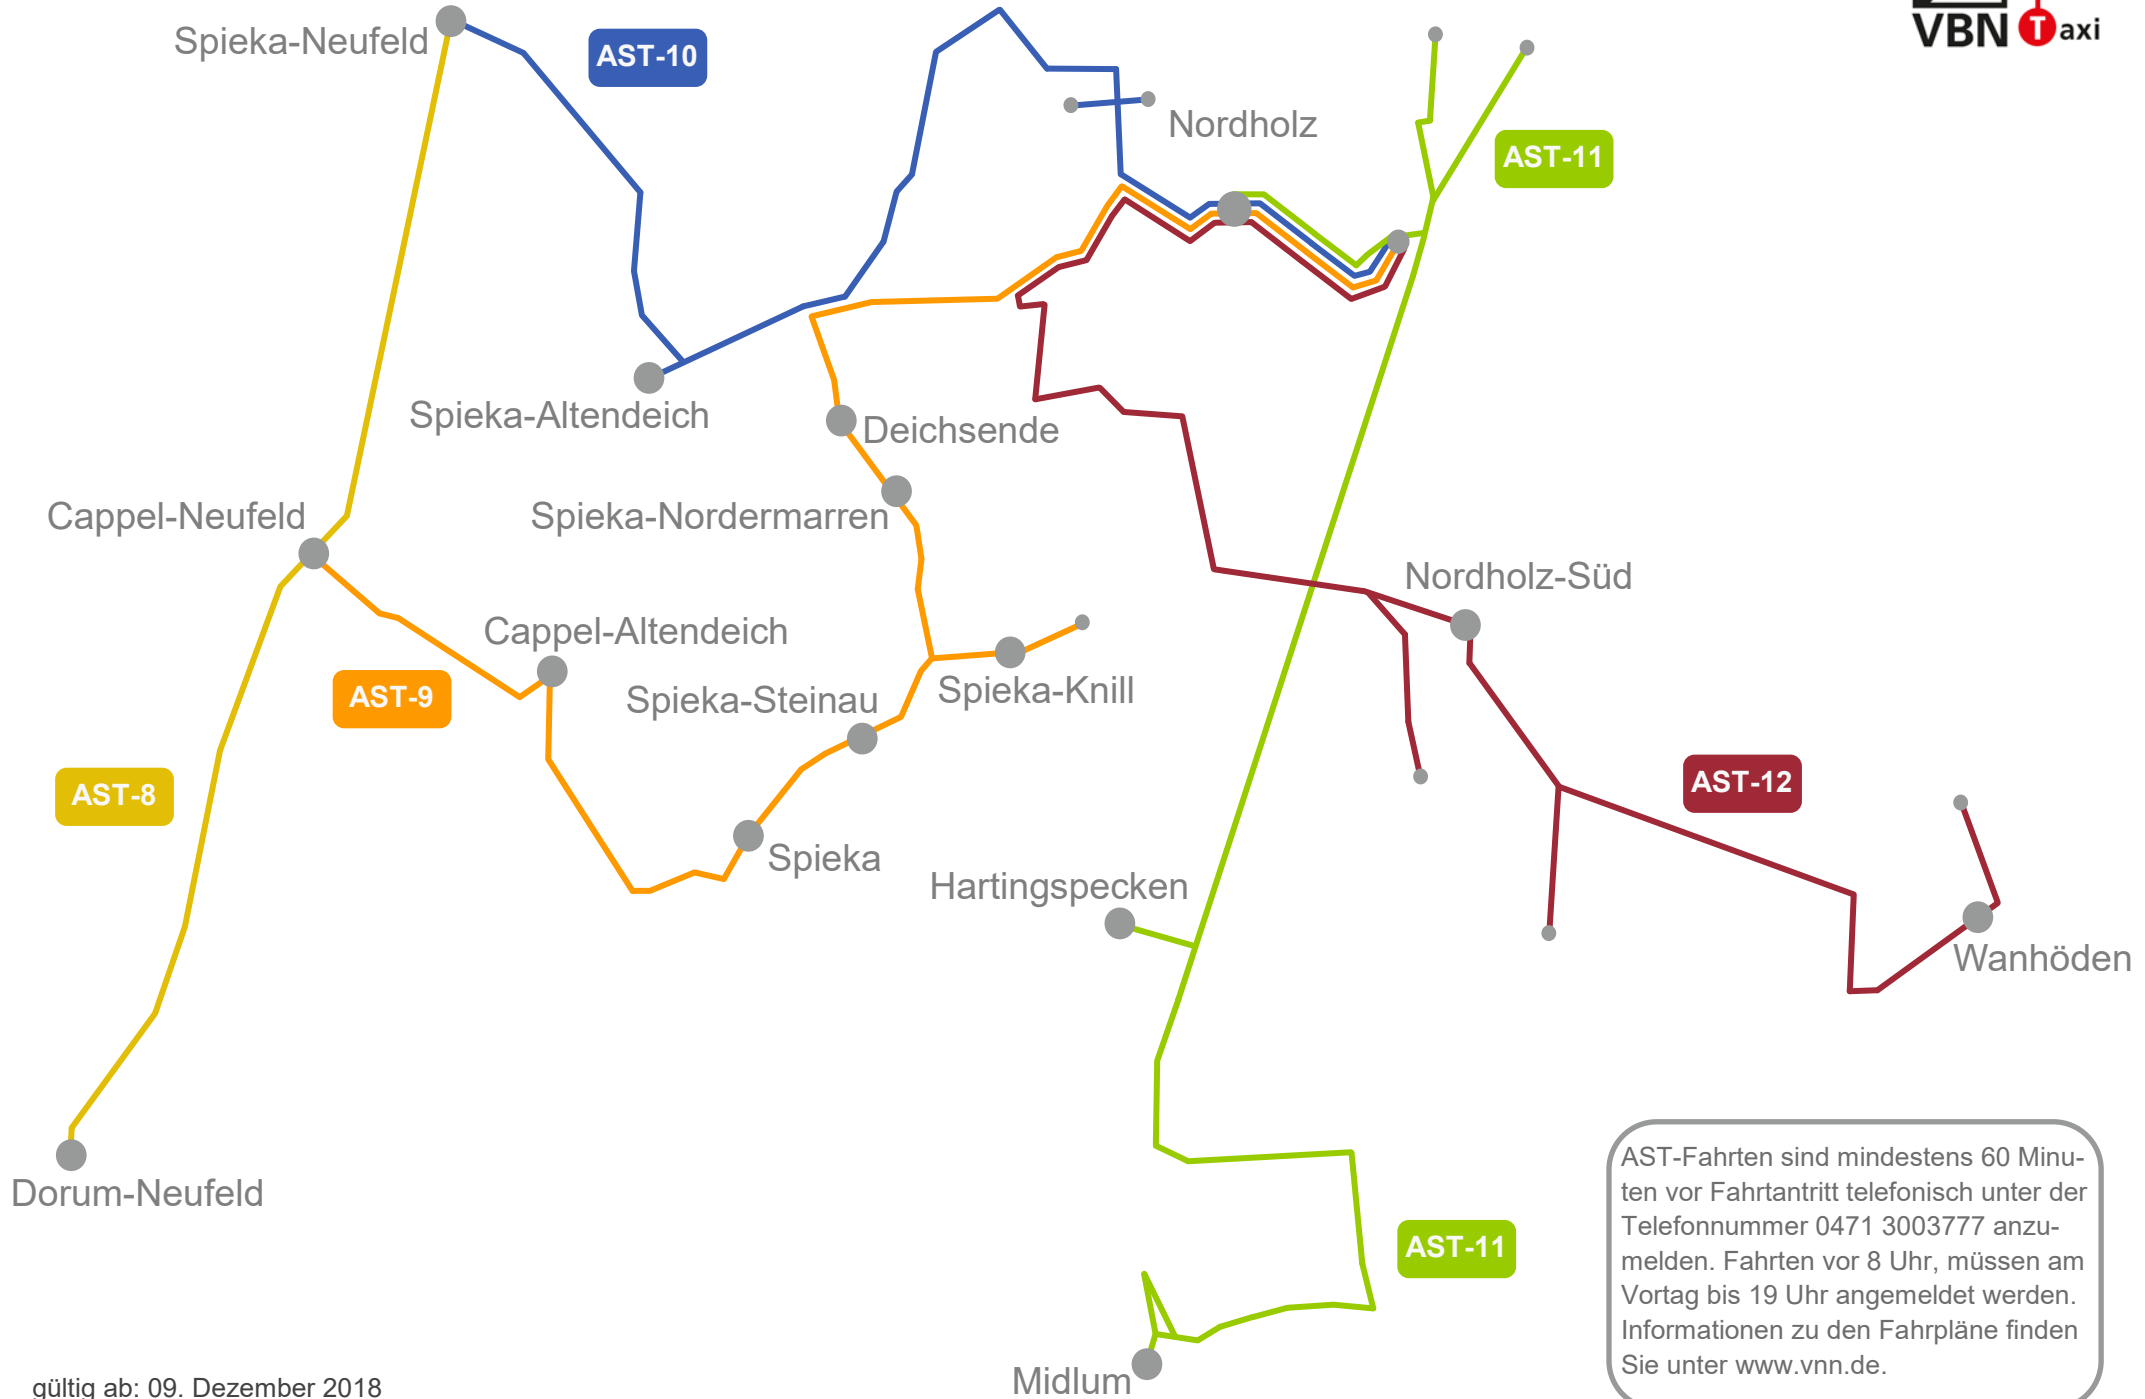 VBN Taxi
Spieka-Neufeld
AST-10
Nordholz
AST-11
Spieka-Altendeich
Deichsende
Cappel-Neufeld
Spieka-Nordermarren
Nordholz-Süd
Cappel-Altendeich
AST-9
Spieka-Steinau
Spieka-Knill
AST-8
AST-12
Spieka
Hartingspecken
Wanhöden
Dorum-Neufeld
AST-11
Midlum
AST-Fahrten sind mindestens 60 Minu-
ten vor Fahrtantritt telefonisch unter der
Telefonnummer 0471 3003777 anzu-
melden. Fahrten vor 8 Uhr, müssen am
Vortag bis 19 Uhr angemeldet werden.
Informationen zu den Fahrpläne finden
Sie unter www.vnn.de.
gültig ab: 09. Dezember 2018